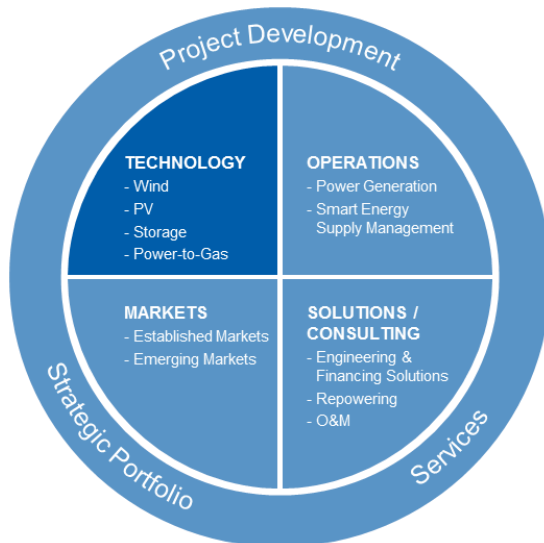 Project Development
TECHNOLOGY
- Wind
- PV
- Storage
- Power-to-Gas
OPERATIONS
- Power Generation
- Smart Energy
Supply Management
MARKETS
- Established Markets
- Emerging Markets
SOLUTIONS /
CONSULTING
- Engineering &
Financing Solutions
- Repowering
- O&M
Strategic Portfolio
Services